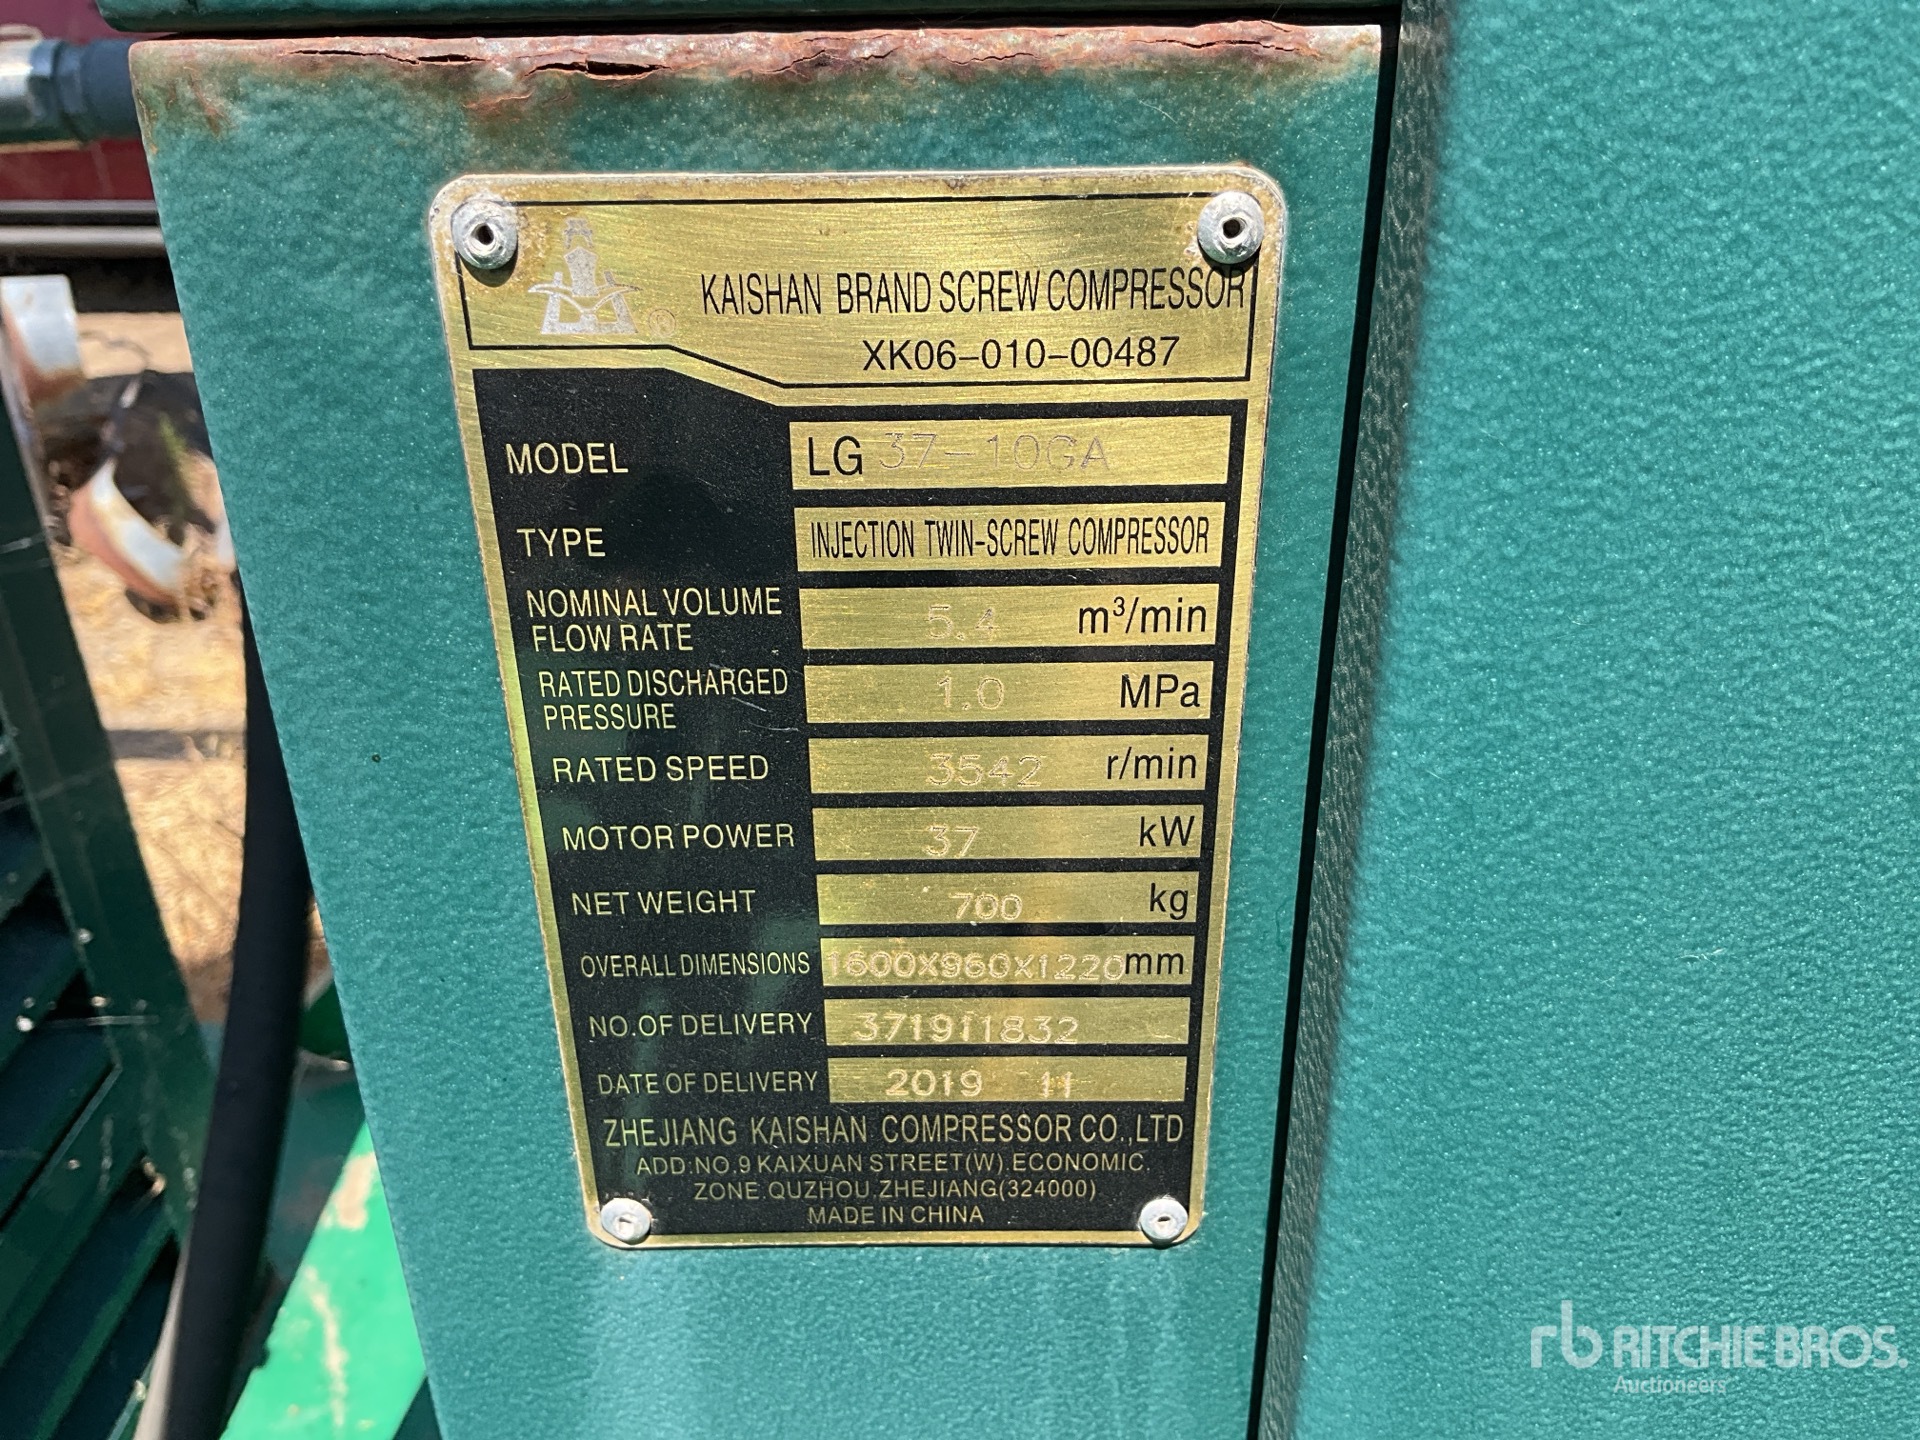 KAISHAN BRAND SCREW COMPRESSOR
XK06-010-00487
MODEL LG 37-10GA
TYPE INJECTION TWIN-SCREW COMPRESSOR
NOMINAL VOLUME FLOW RATE 5.4 m³/min
RATED DISCHARGED PRESSURE 1.0 MPa
RATED SPEED 3542 r/min
MOTOR POWER 37 kW
NET WEIGHT 700 kg
OVERALL DIMENSIONS 1600X960X1220 mm
NO.OF DELIVERY 371911832
DATE OF DELIVERY 2019 11
ZHEJIANG KAISHAN COMPRESSOR CO.,LTD
ADD:NO.9 KAIXUAN STREET(W).ECONOMIC.
ZONE.QUZHOU.ZHEJIANG(324000)
MADE IN CHINA
rb RITCHIE BROS.
Auctioneers